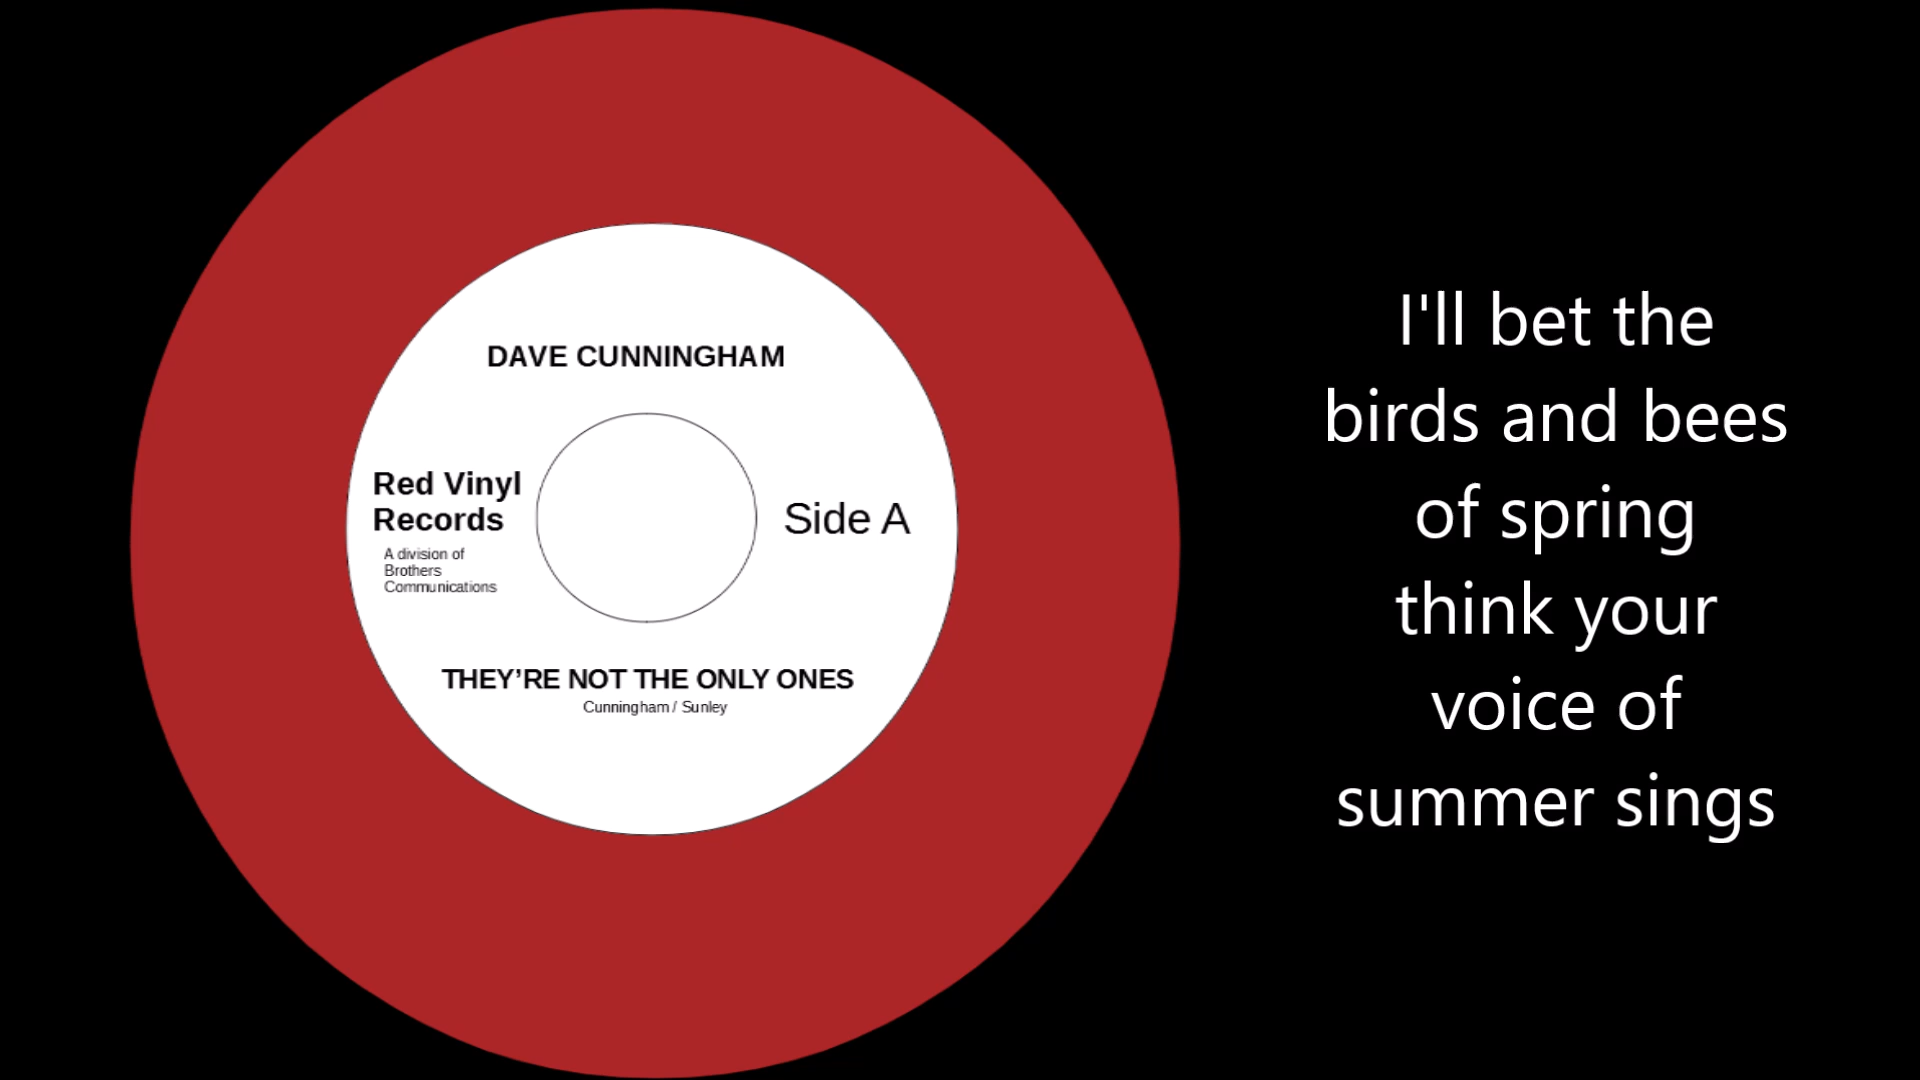 DAVE CUNNINGHAM
Red Vinyl
Records
A division of
Brothers
Communications
Side A
THEY’RE NOT THE ONLY ONES
Cunningham / Sunley
I'll bet the
birds and bees
of spring
think your
voice of
summer sings